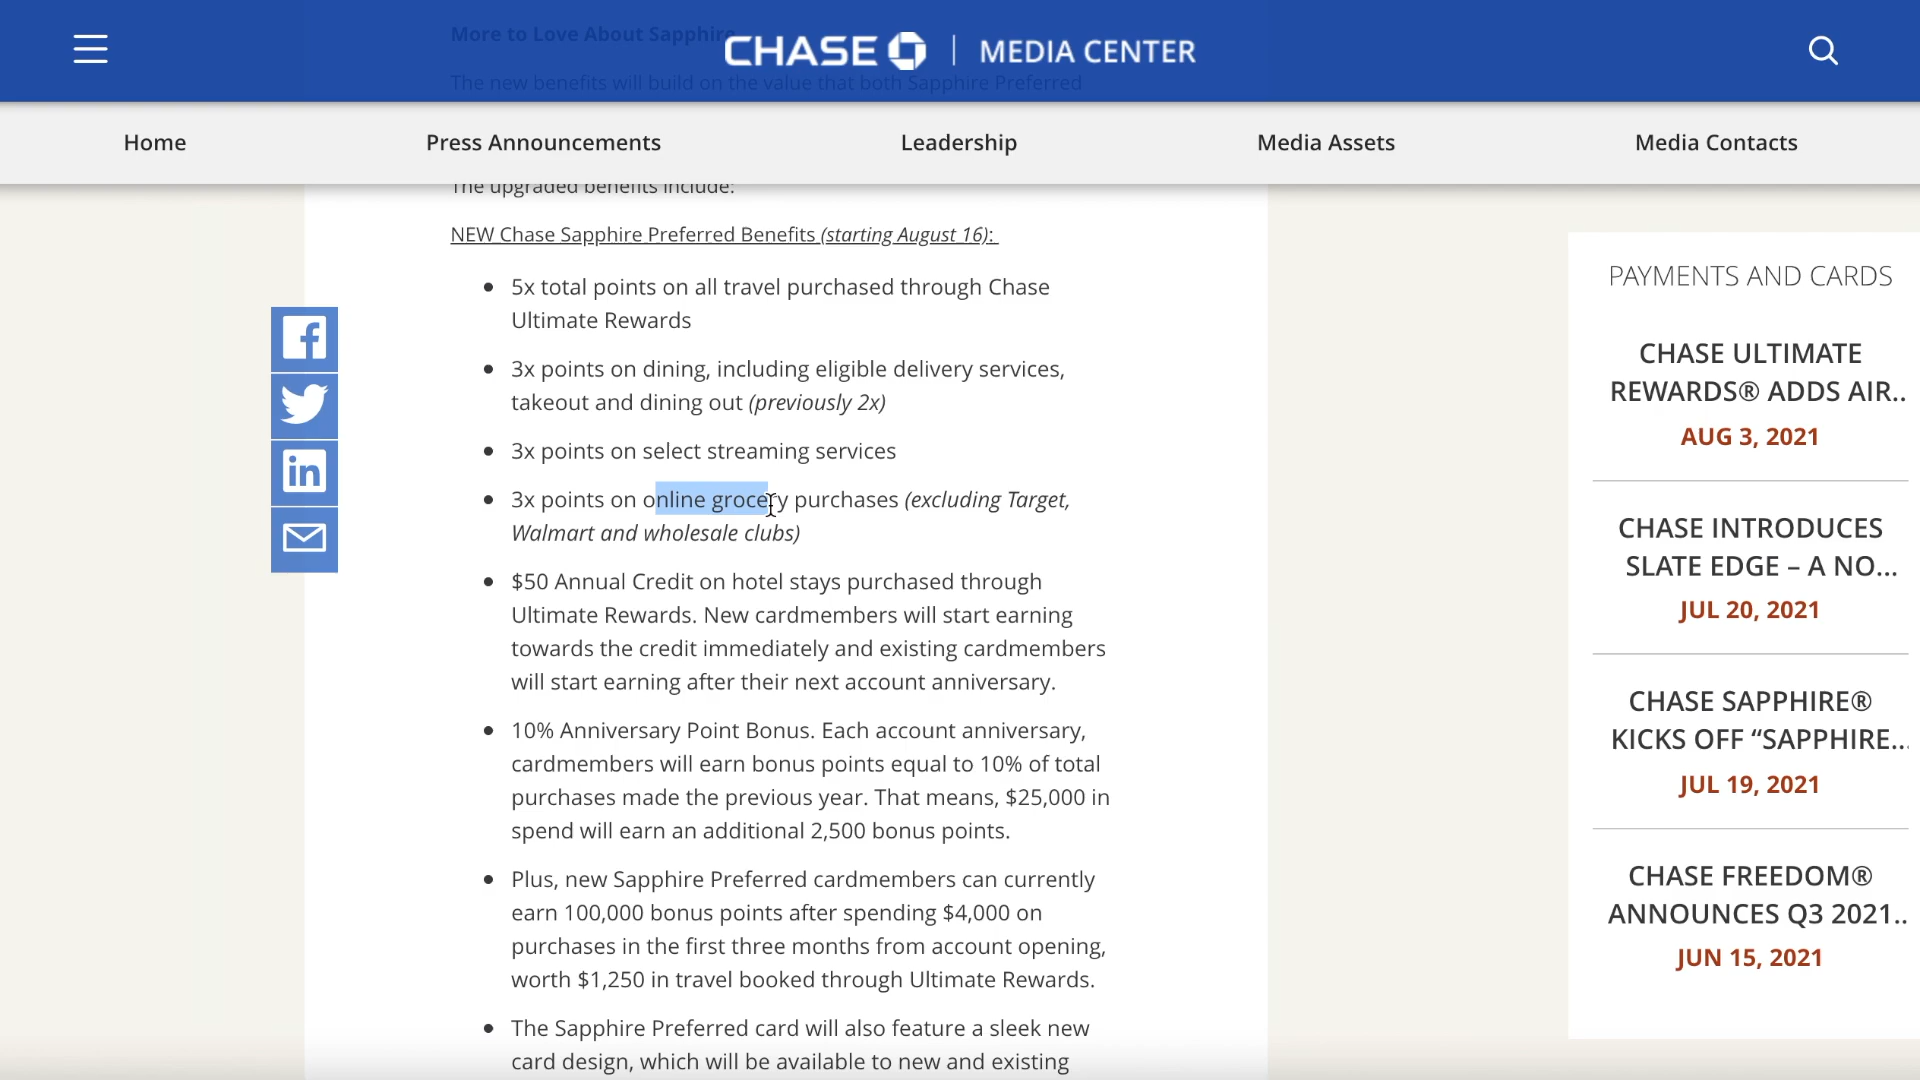 More to Love About Sapphire
CHASE | MEDIA CENTER
The new benefits will build on the value that both Sapphire Preferred
Home
Press Announcements
Leadership
Media Assets
Media Contacts
The upgraded benefits include:
NEW Chase Sapphire Preferred Benefits (starting August 16):
5x total points on all travel purchased through Chase
Ultimate Rewards
3x points on dining, including eligible delivery services,
takeout and dining out (previously 2x)
3x points on select streaming services
3x points on online grocery purchases (excluding Target,
Walmart and wholesale clubs)
$50 Annual Credit on hotel stays purchased through
Ultimate Rewards. New cardmembers will start earning
towards the credit immediately and existing cardmembers
will start earning after their next account anniversary.
10% Anniversary Point Bonus. Each account anniversary,
cardmembers will earn bonus points equal to 10% of total
purchases made the previous year. That means, $25,000 in
spend will earn an additional 2,500 bonus points.
Plus, new Sapphire Preferred cardmembers can currently
earn 100,000 bonus points after spending $4,000 on
purchases in the first three months from account opening,
worth $1,250 in travel booked through Ultimate Rewards.
The Sapphire Preferred card will also feature a sleek new
card design, which will be available to new and existing
PAYMENTS AND CARDS
CHASE ULTIMATE
REWARDS® ADDS AIR..
AUG 3, 2021
CHASE INTRODUCES
SLATE EDGE – A NO...
JUL 20, 2021
CHASE SAPPHIRE®
KICKS OFF “SAPPHIRE...
JUL 19, 2021
CHASE FREEDOM®
ANNOUNCES Q3 2021..
JUN 15, 2021